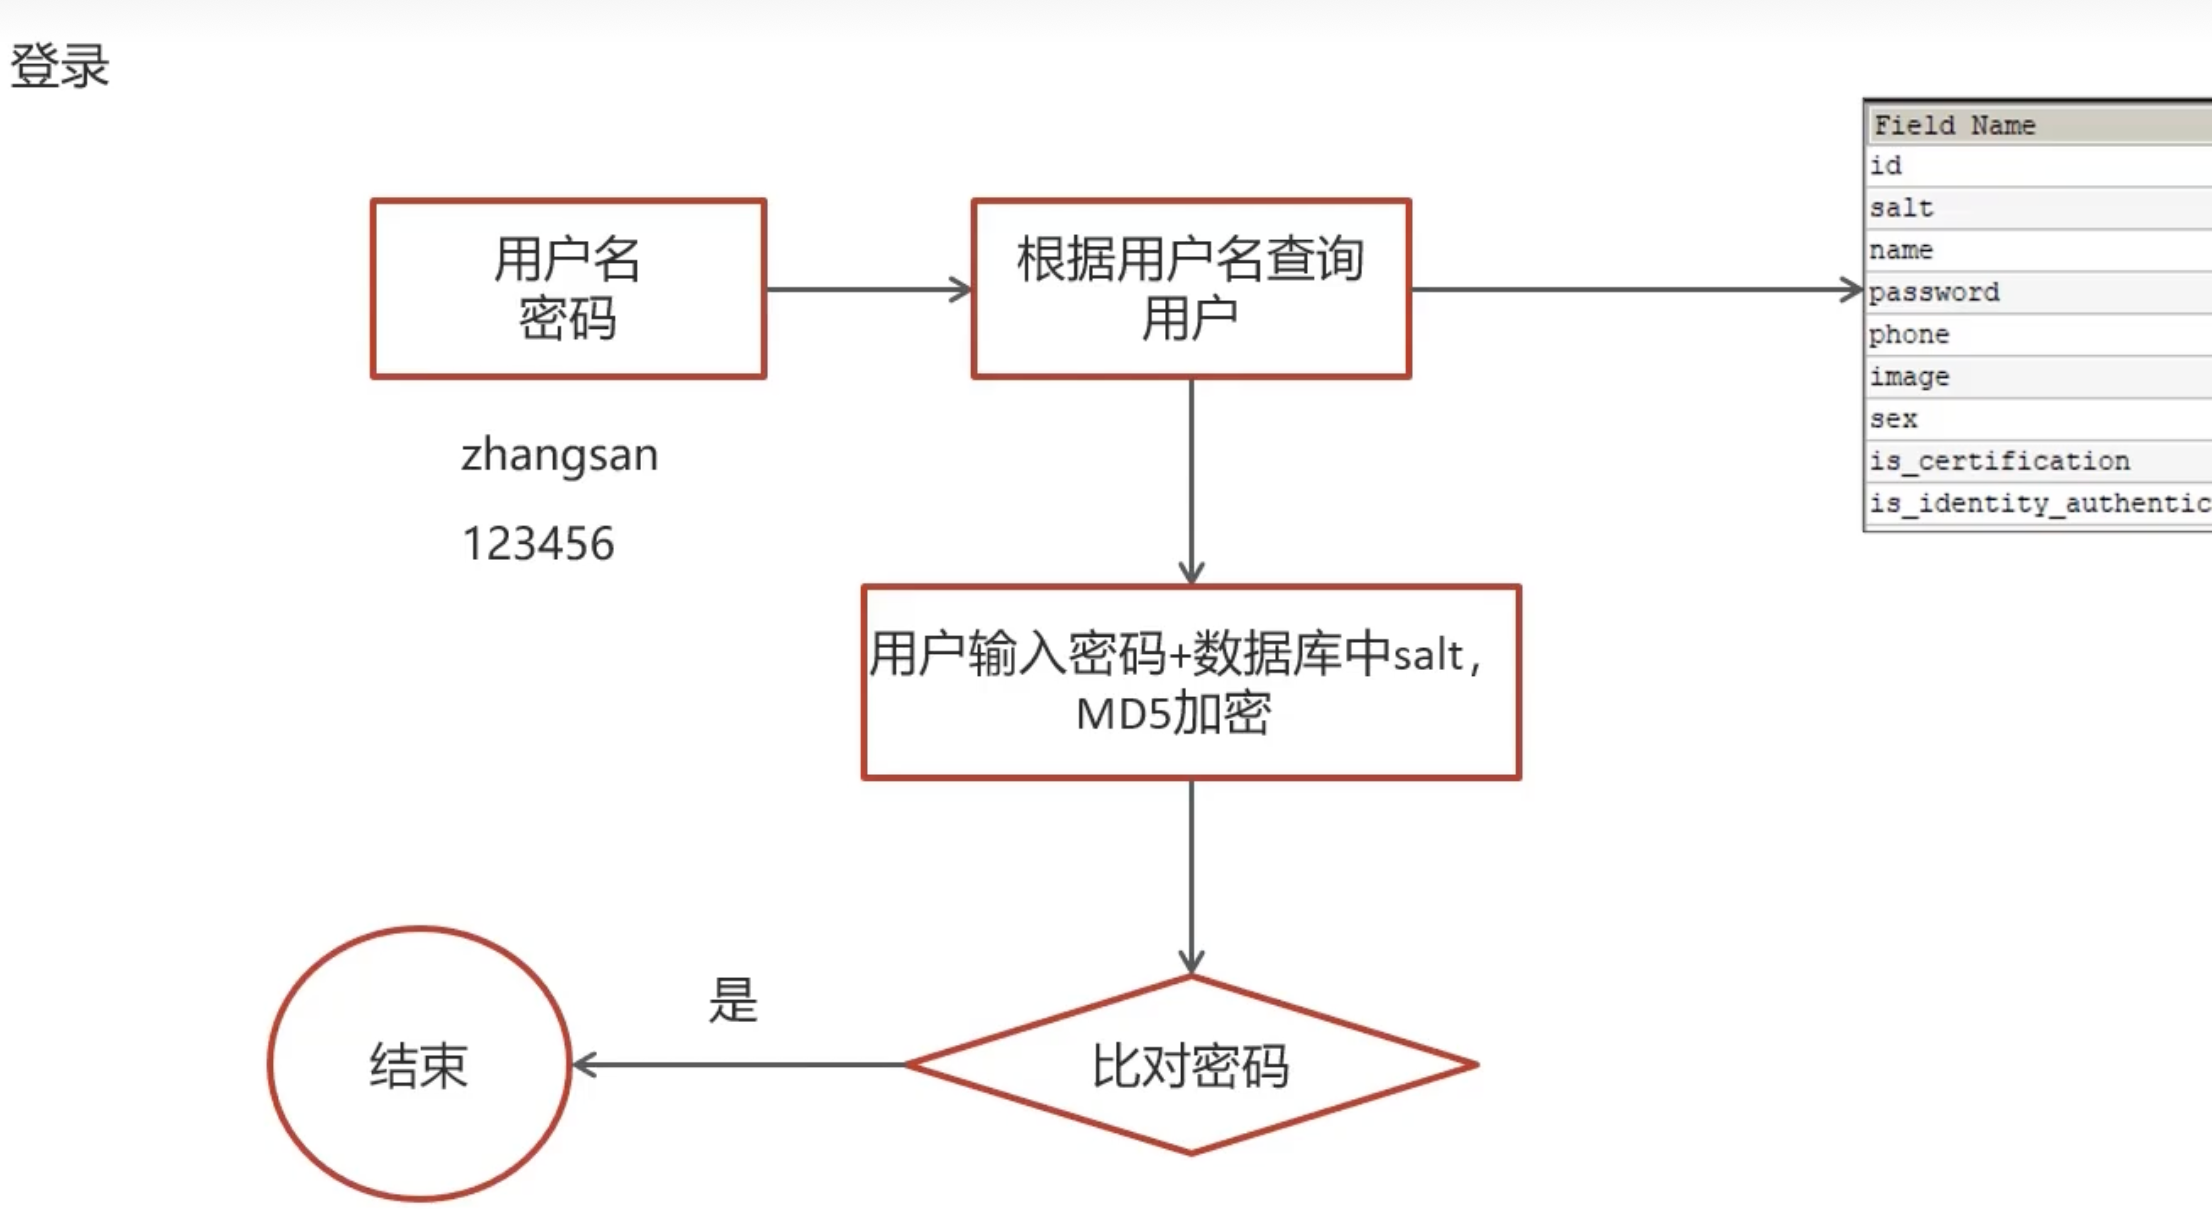 登录
用户名
密码
zhangsan
123456
根据用户名查询
用户
Field Name
id
salt
name
password
phone
image
sex
is_certification
is_identity_authentic
用户输入密码+数据库中salt，
MD5加密
比对密码
是
结束